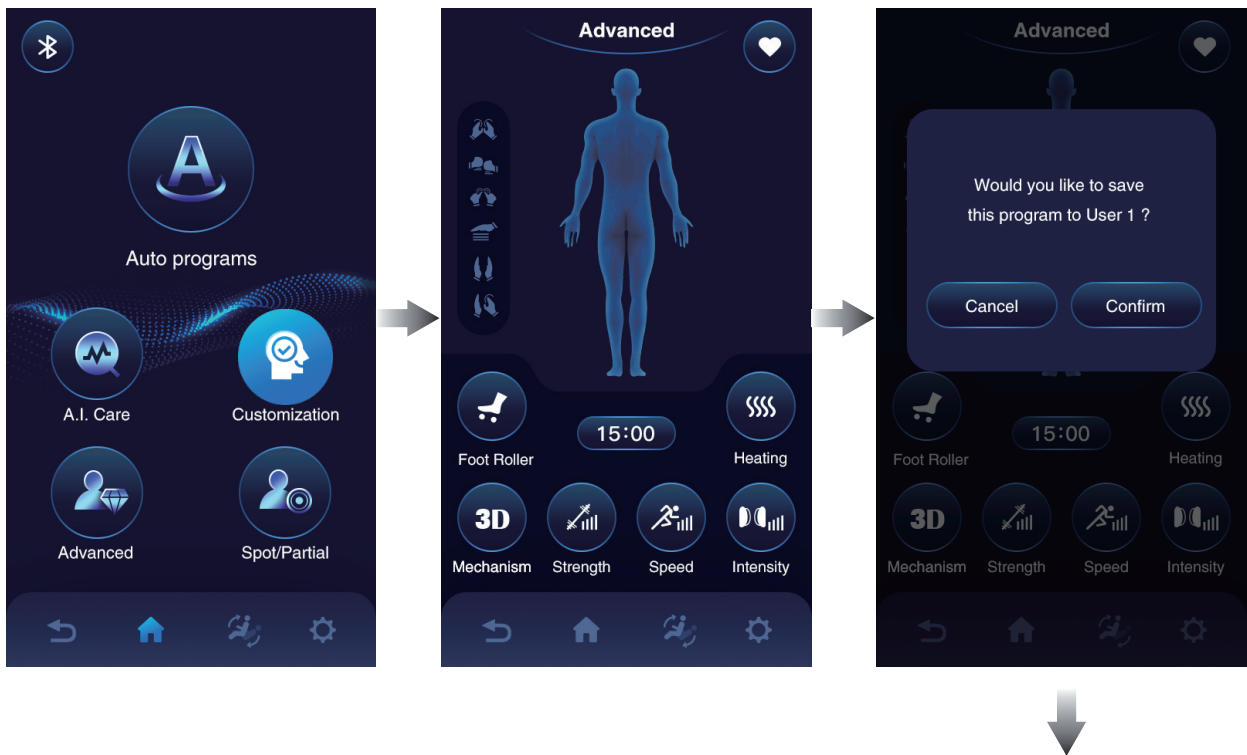 A
Auto programs
A.I. Care
Customization
Advanced
Spot/Partial
Advanced
15:00
Foot Roller
Heating
3D
Mechanism
Strength
Speed
Intensity
Advanced
Would you like to save
this program to User 1 ?
Cancel
Confirm
15:00
Foot Roller
Heating
3D
Mechanism
Strength
Speed
Intensity